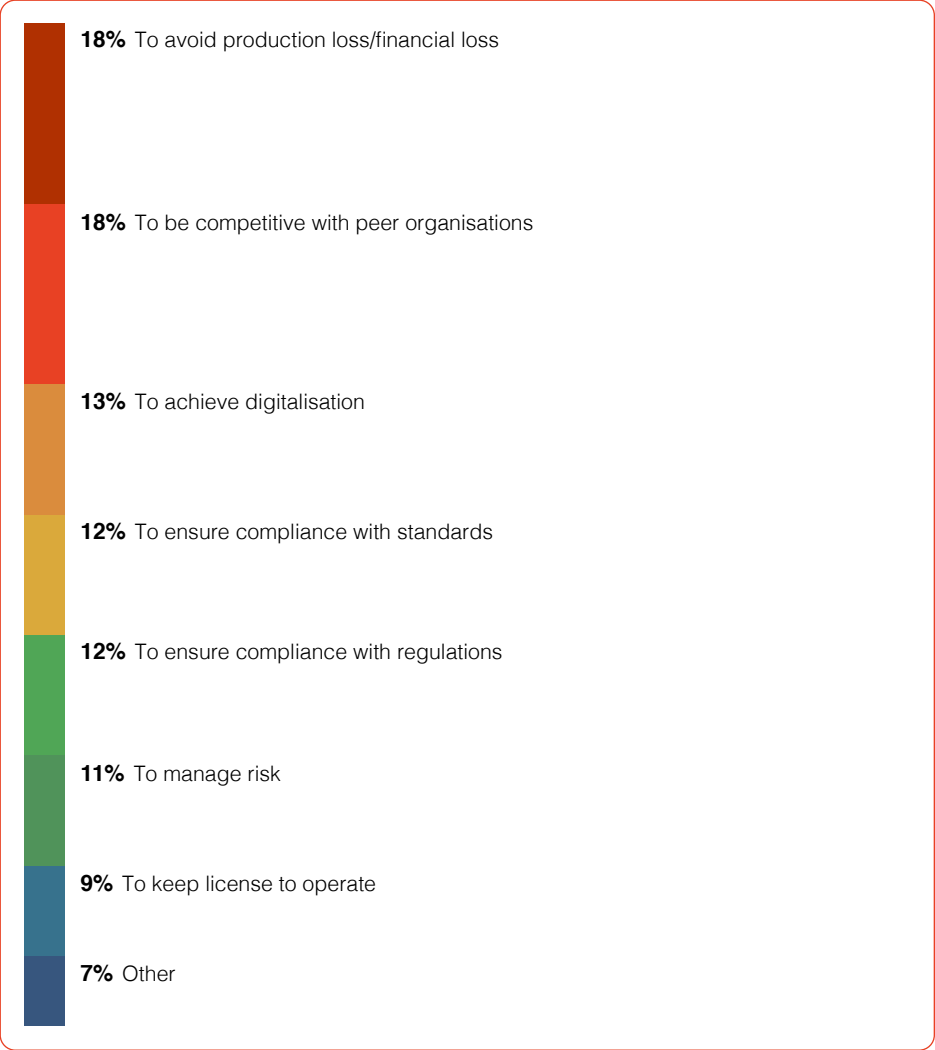 18% To avoid production loss/financial loss
18% To be competitive with peer organisations
13% To achieve digitalisation
12% To ensure compliance with standards
12% To ensure compliance with regulations
11% To manage risk
9% To keep license to operate
7% Other